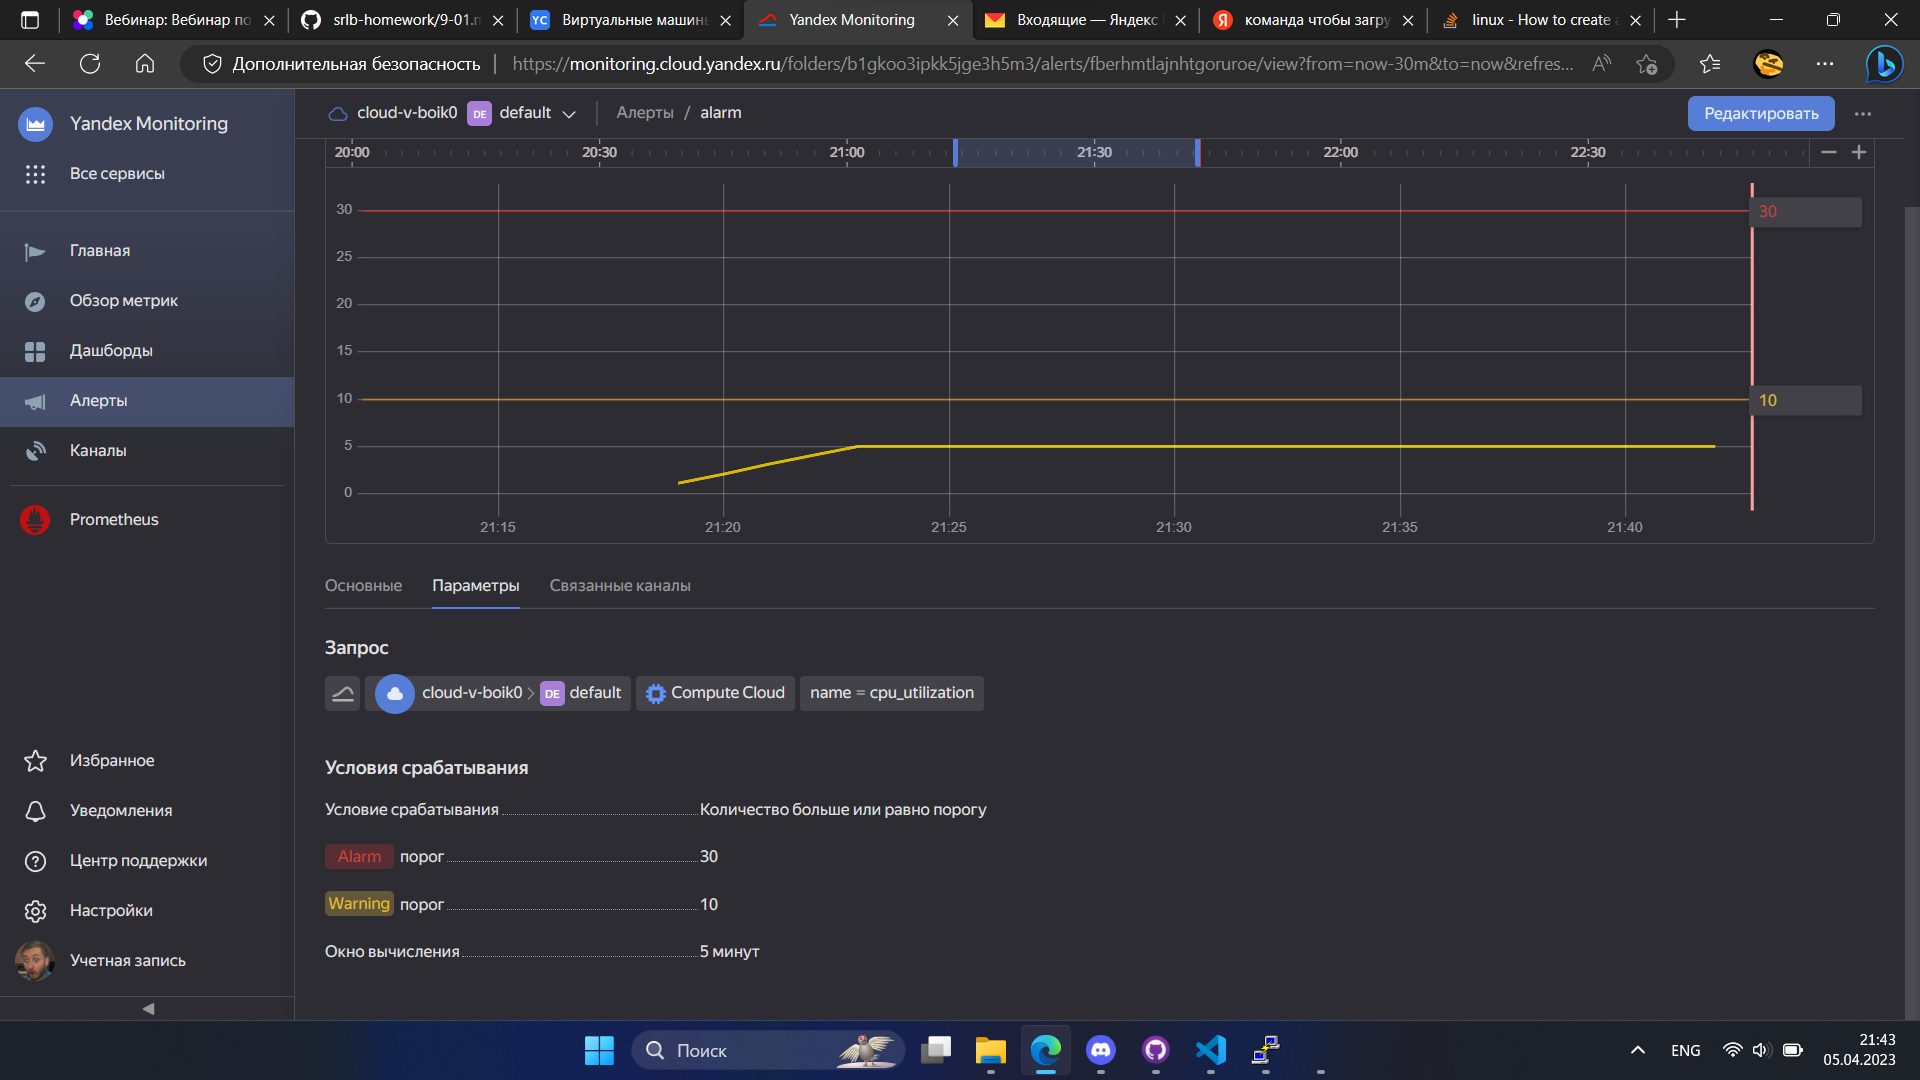 Вебинар: Вебинар по
srlb-homework/9-01.m
YC Виртуальные машины
Yandex Monitoring
Входящие — Яндекс
Я команда чтобы загру
linux - How to create a
Дополнительная безопасность
https://monitoring.cloud.yandex.ru/folders/b1gkoo3ipkk5jge3h5m3/alerts/fberhmtlajnhtgoruroe/view?from=now-30m&to=now&refres...
Yandex Monitoring
Все сервисы
Главная
Обзор метрик
Дашборды
Алерты
Каналы
Prometheus
Избранное
Уведомления
Центр поддержки
Настройки
Учетная запись
cloud-v-boik0 DE default
Алерты / alarm
Редактировать
20:00 20:30 21:00 21:30 22:00 22:30
30
25
20
15
10
5
0
30
10
21:15 21:20 21:25 21:30 21:35 21:40
Основные Параметры Связанные каналы
Запрос
cloud-v-boik0 > DE default Compute Cloud name = cpu_utilization
Условия срабатывания
Условие срабатывания Количество больше или равно порогу
Alarm порог 30
Warning порог 10
Окно вычисления 5 минут
Поиск
ENG
21:43
05.04.2023